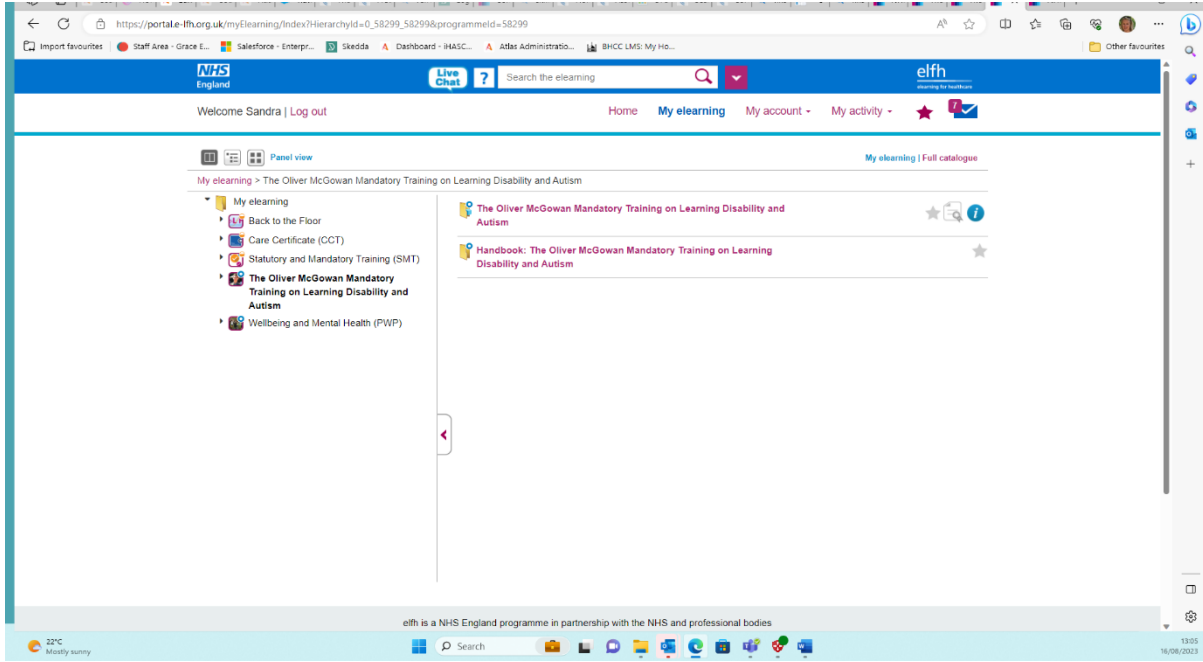 https://portal.e-lfh.org.uk/myElearning/Index?HierarchyId=0_58299_58299&programmeId=58299
Import favourites
Staff Area - Grace E...
Salesforce - Enterpr...
Skedda
Dashboard - iHASC...
Atlas Administratio...
BHCC LMS: My Ho...
Other favourites
NHS
England
Live
Chat
?
Search the elearning
elfh
elearning for healthcare
Welcome Sandra | Log out
Home
My elearning
My account
My activity
7
Panel view
My elearning | Full catalogue
My elearning > The Oliver McGowan Mandatory Training on Learning Disability and Autism
My elearning
Back to the Floor
Care Certificate (CCT)
Statutory and Mandatory Training (SMT)
The Oliver McGowan Mandatory
Training on Learning Disability and
Autism
Wellbeing and Mental Health (PWP)
The Oliver McGowan Mandatory Training on Learning Disability and
Autism
Handbook: The Oliver McGowan Mandatory Training on Learning
Disability and Autism
elfh is a NHS England programme in partnership with the NHS and professional bodies
22°C
Mostly sunny
Search
13:05
16/08/2023